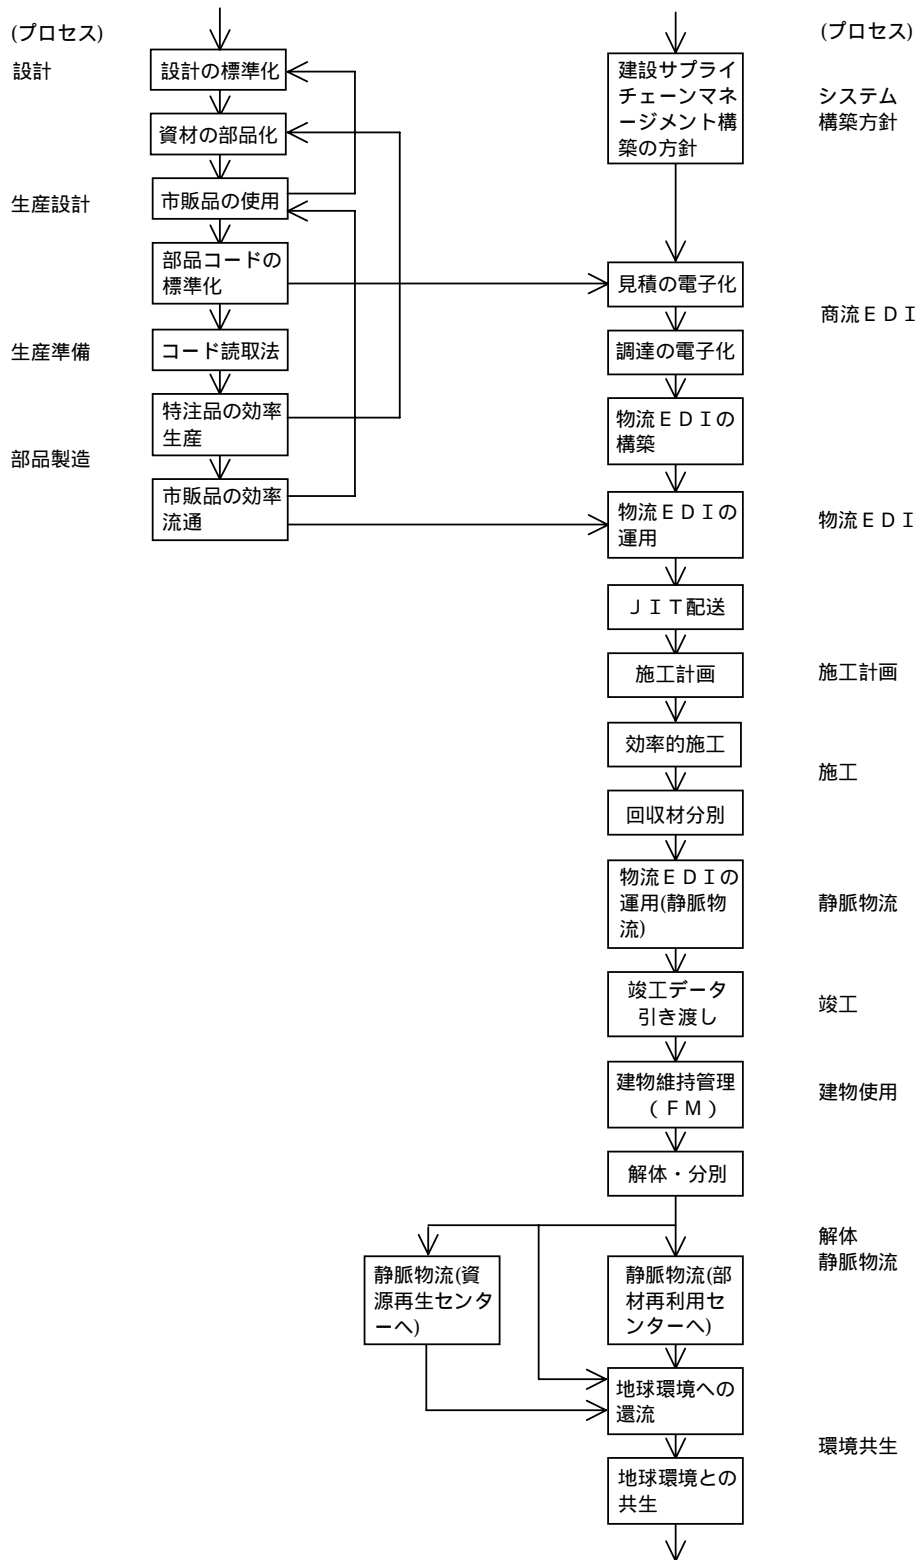 (プロセス)
設計
生産設計
生産準備
部品製造
設計の標準化
資材の部品化
市販品の使用
部品コードの
標準化
コード読取法
特注品の効率
生産
市販品の効率
流通
建設サプライ
チェーンマネ
ージメント構
築の方針
見積の電子化
調達の電子化
物流ＥＤＩの
構築
物流ＥＤＩの
運用
ＪＩＴ配送
施工計画
効率的施工
回収材分別
物流ＥＤＩの
運用(静脈物
流)
竣工データ
引き渡し
建物維持管理
（ＦＭ）
解体・分別
静脈物流(資
源再生センタ
ーへ)
静脈物流(部
材再利用セ
ンターへ)
地球環境への
還流
地球環境との
共生
(プロセス)
システム
構築方針
商流ＥＤＩ
物流ＥＤＩ
施工計画
施工
静脈物流
竣工
建物使用
解体
静脈物流
環境共生